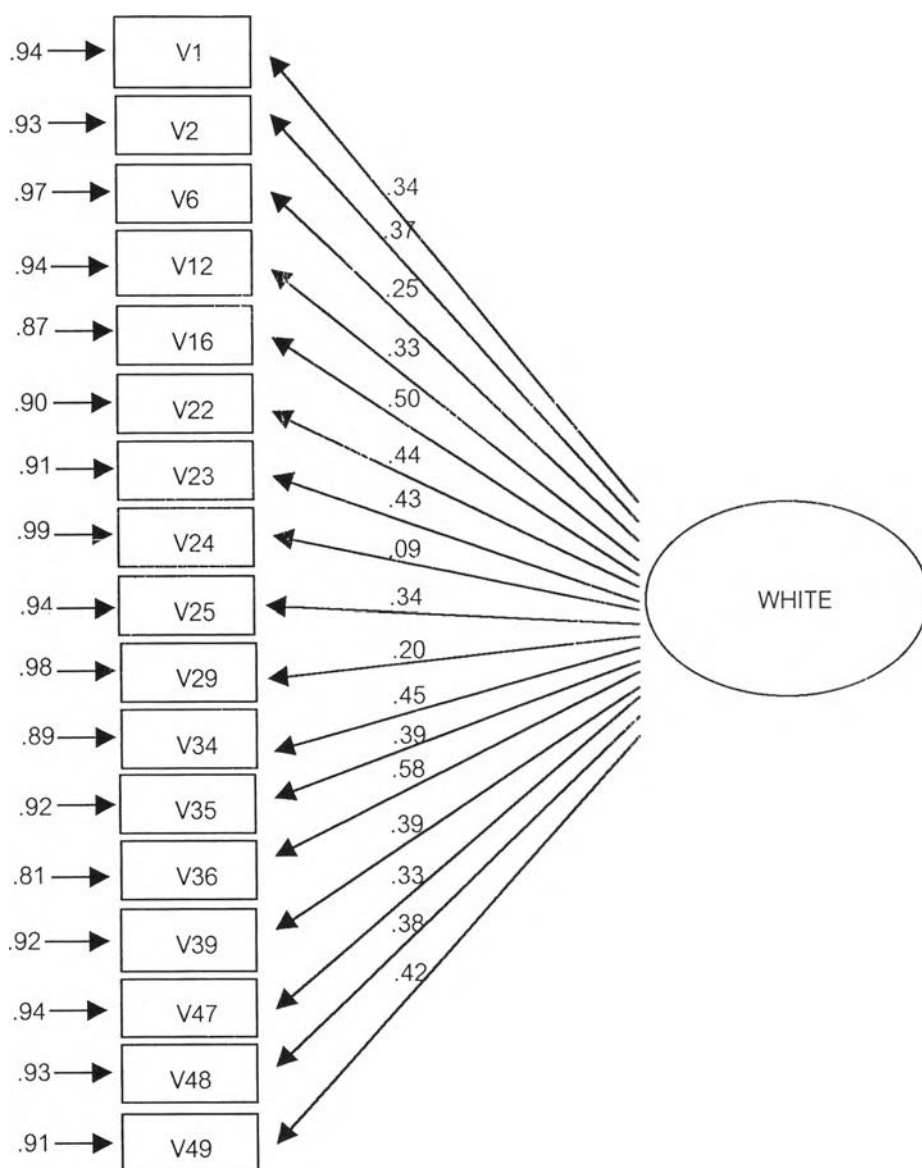 .94 V1
.93 V2
.97 V6
.94 V12
.87 V16
.90 V22
.91 V23
.99 V24
.94 V25
.98 V29
.89 V34
.92 V35
.81 V36
.92 V39
.94 V47
.93 V48
.91 V49
.34
.37
.25
.33
.50
.44
.43
.09
.34
.20
.45
.39
.58
.39
.33
.38
.42
WHITE